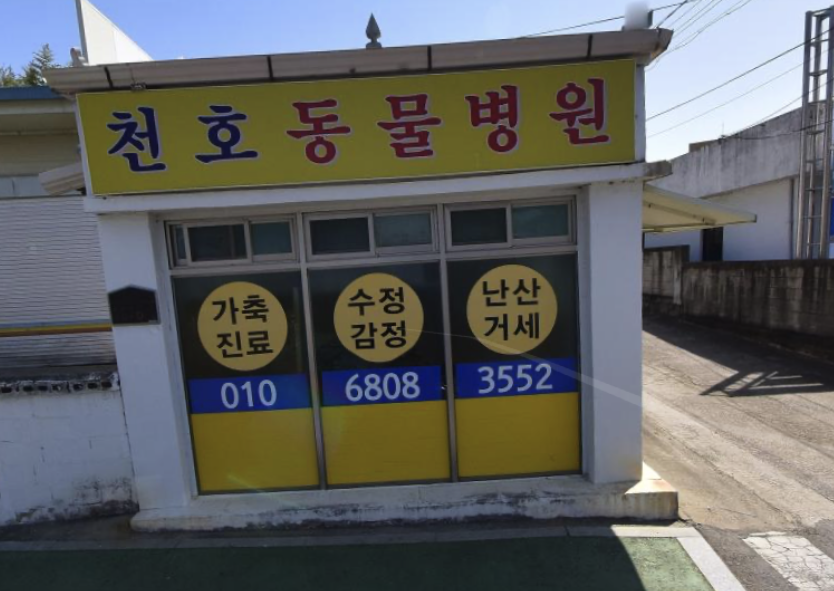 천호동물병원
가축
진료
수정
감정
난산
거세
010 6808 3552